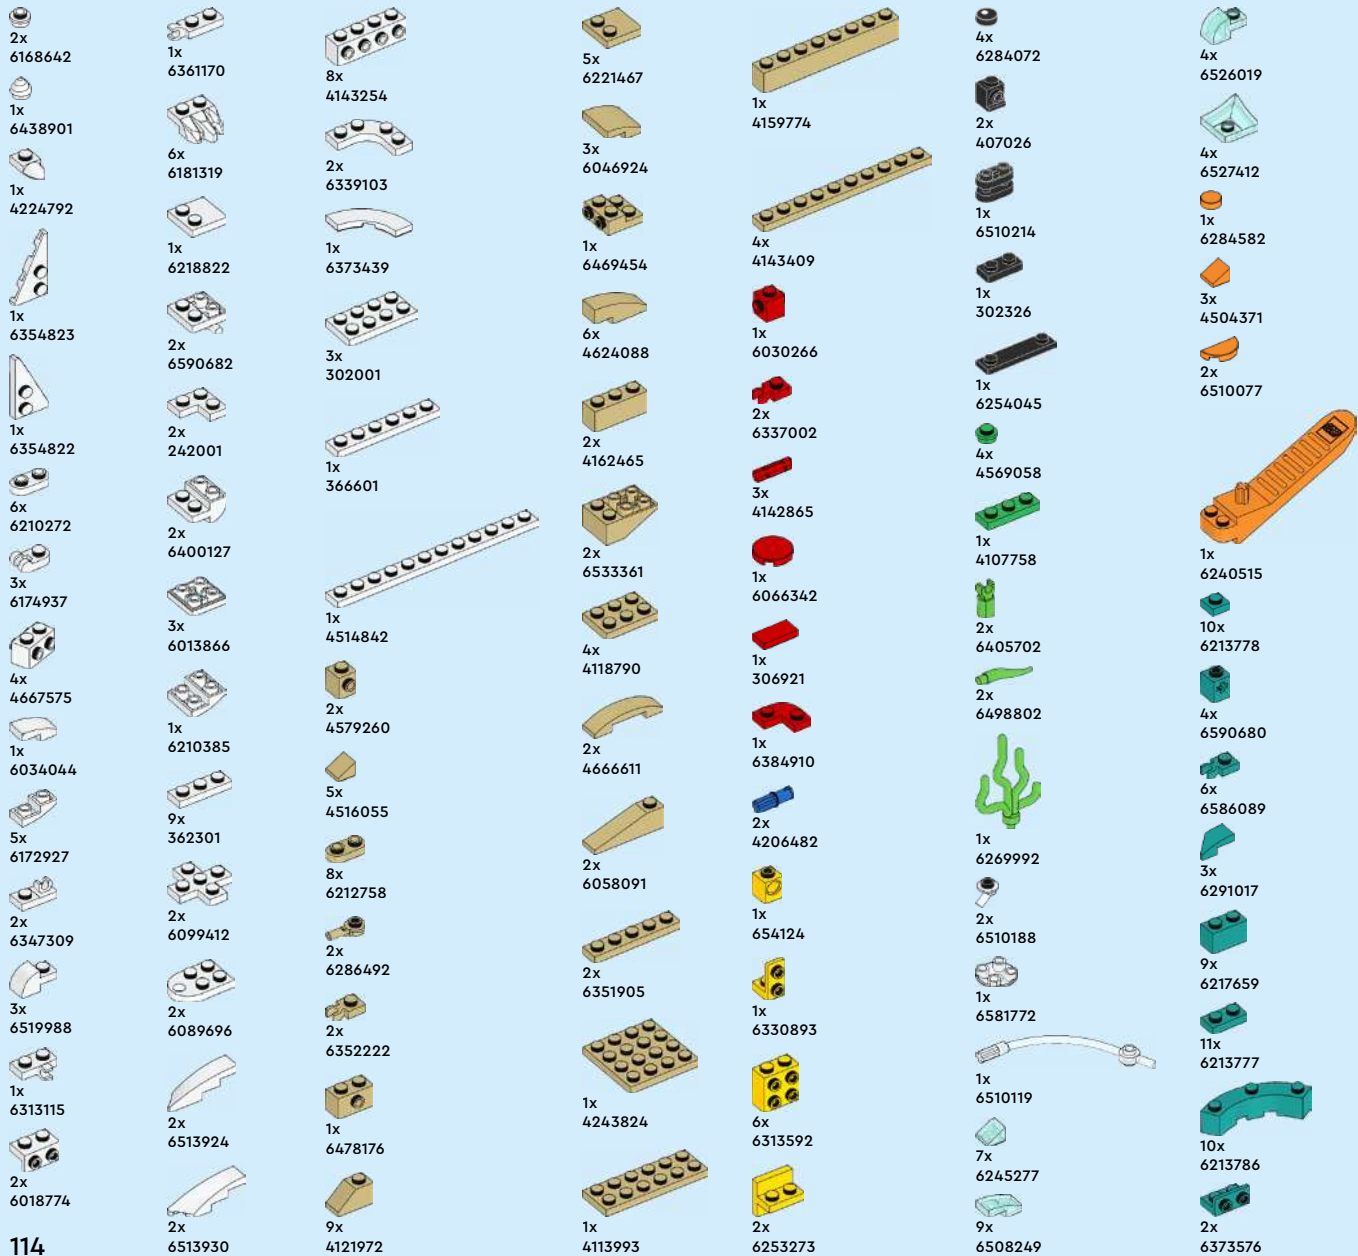 2x
6168642
1x
6438901
1x
4224792
1x
6354823
1x
6354822
6x
6210272
3x
6174937
4x
4667575
1x
6034044
5x
6172927
2x
6347309
3x
6519988
1x
6313115
2x
6018774
114
1x
6361170
6x
6181319
1x
6218822
2x
6590682
2x
242001
2x
6400127
3x
6013866
1x
6210385
9x
362301
2x
6099412
2x
6089696
2x
6513924
2x
6513930
8x
4143254
2x
6339103
1x
6373439
3x
302001
1x
366601
1x
4514842
2x
4579260
5x
4516055
8x
6212758
2x
6286492
2x
6352222
1x
6478176
9x
4121972
5x
6221467
3x
6046924
1x
6469454
6x
4624088
2x
4162465
2x
6533361
4x
4118790
2x
4666611
2x
6058091
2x
6351905
1x
4243824
1x
4113993
1x
4159774
4x
4143409
1x
6030266
2x
6337002
3x
4142865
1x
6066342
1x
306921
1x
6384910
2x
4206482
1x
654124
1x
6330893
6x
6313592
2x
6253273
4x
6284072
2x
407026
1x
6510214
1x
302326
1x
6254045
4x
4569058
1x
4107758
2x
6405702
2x
6498802
1x
6269992
2x
6510188
1x
6581772
1x
6510119
7x
6245277
9x
6508249
4x
6526019
4x
6527412
1x
6284582
3x
4504371
2x
6510077
1x
6240515
10x
6213778
4x
6590680
6x
6586089
3x
6291017
9x
6217659
11x
6213777
10x
6213786
2x
6373576